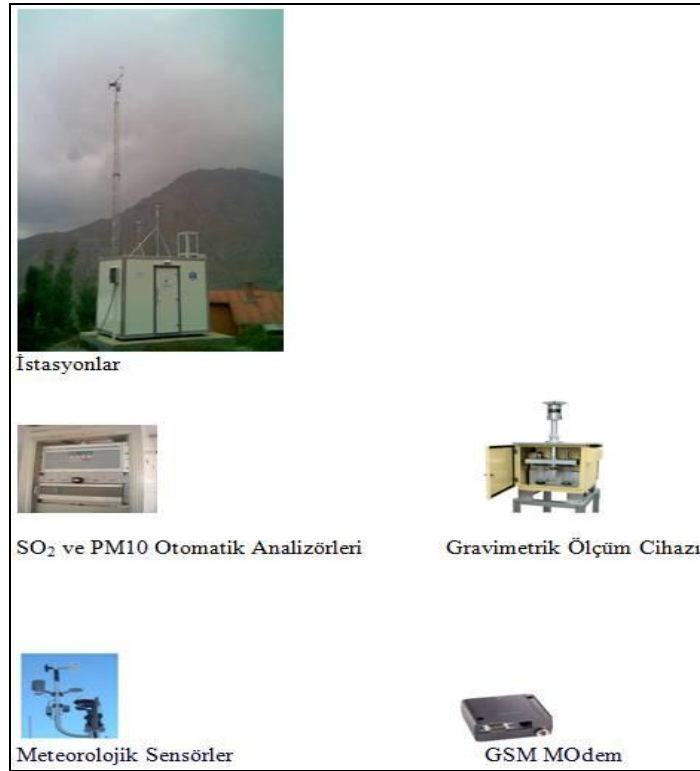 İstasyonlar
SO₂ ve PM10 Otomatik Analizörleri
Gravimetrik Ölçüm Cihazı
Meteorolojik Sensörler
GSM MOdem